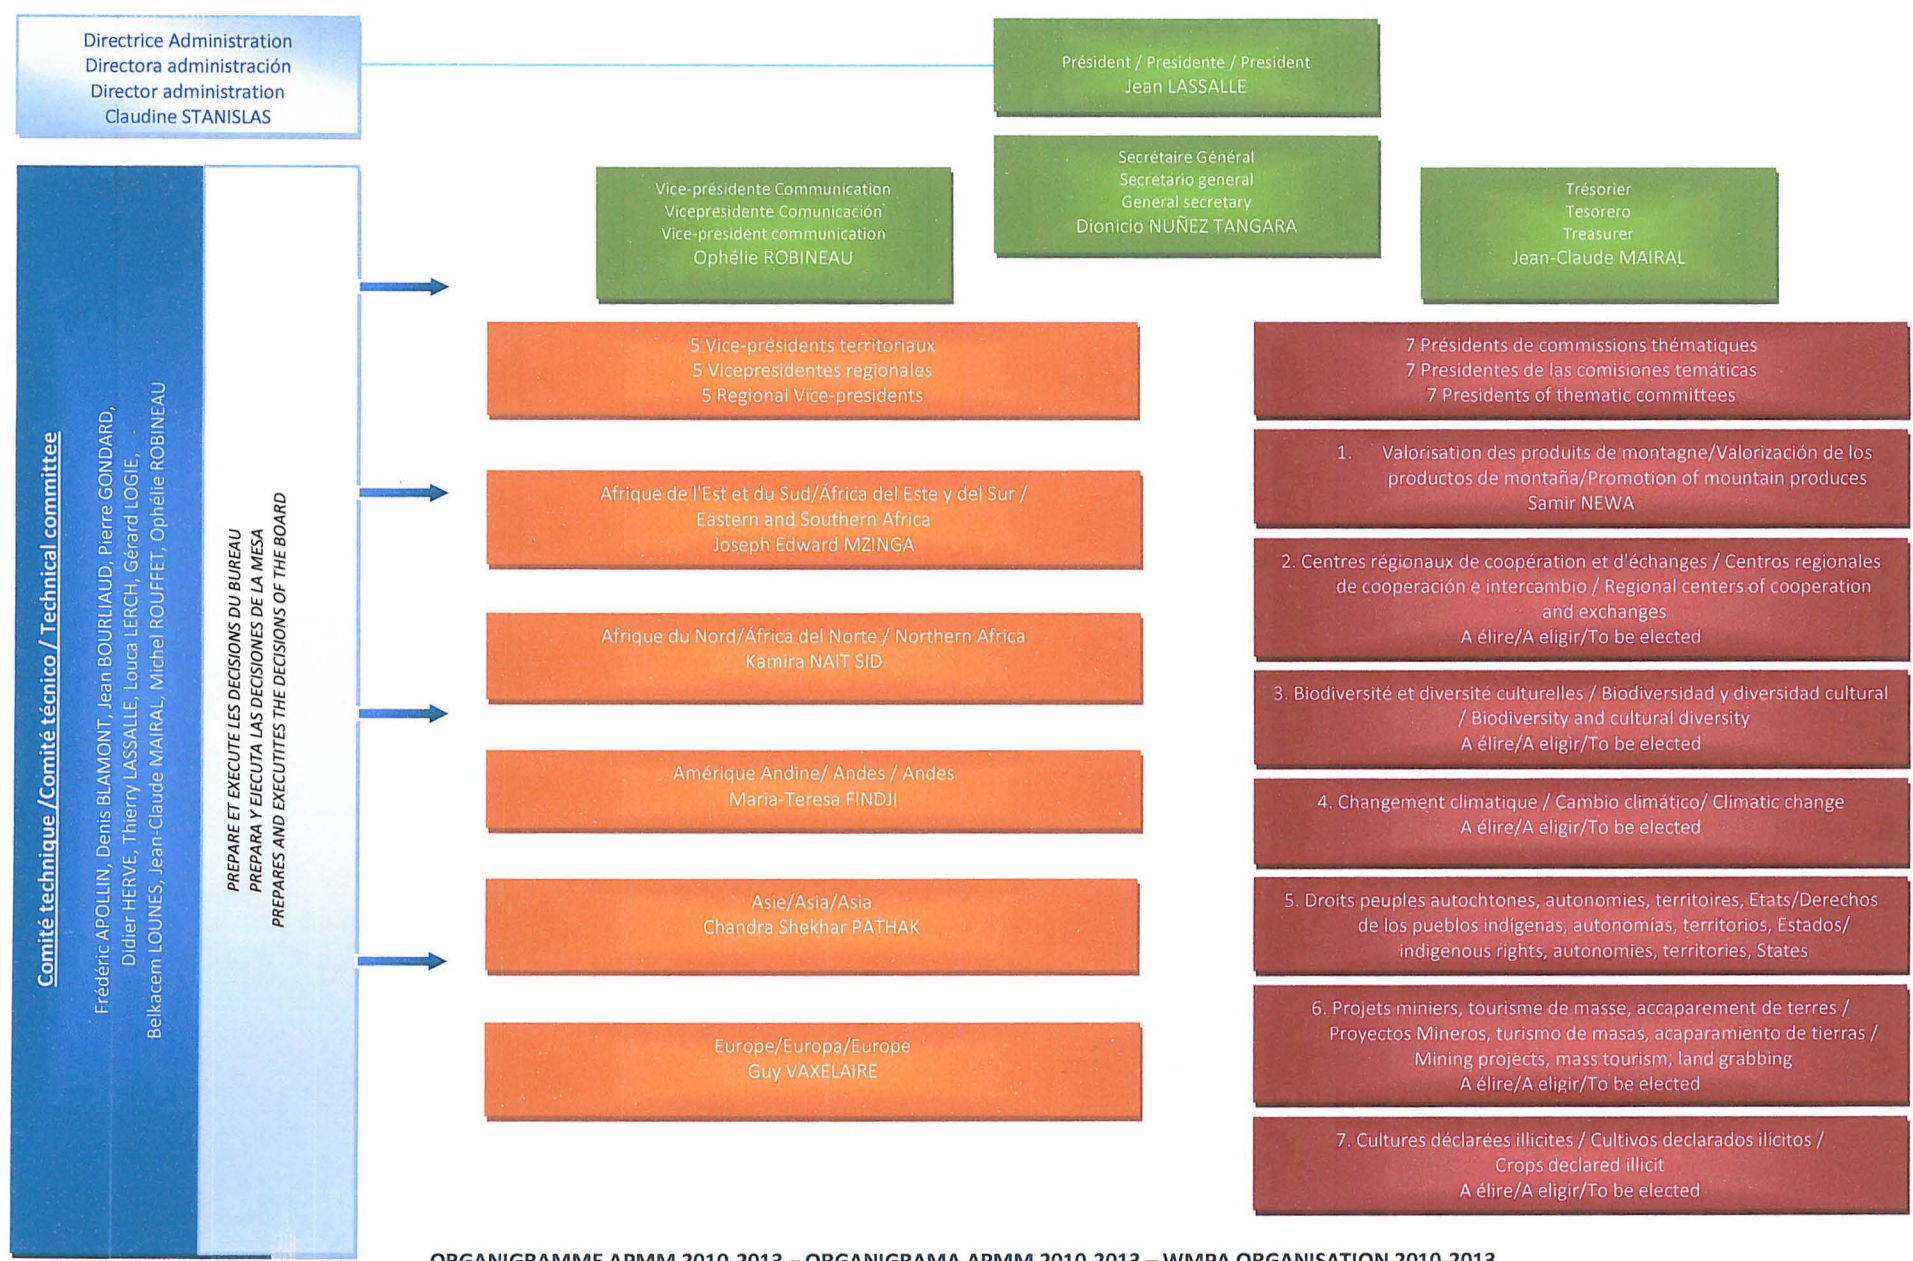 Directrice Administration
Directora administración
Director administration
Claudine STANISLAS
Président / Presidente / President
Jean LASSALLE
Secrétaire Général
Secretario general
General secretary
Dionicio NUÑEZ TANGARA
Vice-présidente Communication
Vicepresidente Comunicación
Vice-president communication
Ophélie ROBINEAU
Trésorier
Tesorero
Treasurer
Jean-Claude MAIRAL
Comité technique /Comité técnico / Technical committee
Frédéric APOLLIN, Denis BLAMONT, Jean BOURLIAUD, Pierre GONDARD,
Didier HERVE, Thierry LASSALLE, Louca LERCH, Gérard LOGIE,
Belkacem LOUNES, Jean-Claude MAIRAL, Michel ROUFFET, Ophélie ROBINEAU
PREPARE ET EXECUTE LES DECISIONS DU BUREAU
PREPARA Y EJECUTA LAS DECISIONES DE LA MESA
PREPARES AND EXECUTITES THE DECISIONS OF THE BOARD
5 Vice-présidents territoriaux
5 Vicepresidentes regionales
5 Regional Vice-presidents
Afrique de l'Est et du Sud/África del Este y del Sur /
Eastern and Southern Africa
Joseph Edward MZINGA
Afrique du Nord/África del Norte / Northern Africa
Kamira NAIT SID
Amérique Andine/ Andes / Andes
Maria-Teresa FINDJI
Asie/Asia/Asia
Chandra Shekhar PATHAK
Europe/Europa/Europe
Guy VAXELAIRE
7 Présidents de commissions thématiques
7 Presidentes de las comisiones temáticas
7 Presidents of thematic committees
1. Valorisation des produits de montagne/Valorización de los
productos de montaña/Promotion of mountain produces
Samir NEWA
2. Centres régionaux de coopération et d'échanges / Centros regionales
de cooperación e intercambio / Regional centers of cooperation
and exchanges
A élire/A eligir/To be elected
3. Biodiversité et diversité culturelles / Biodiversidad y diversidad cultural
/ Biodiversity and cultural diversity
A élire/A eligir/To be elected
4. Changement climatique / Cambio climático/ Climatic change
A élire/A eligir/To be elected
5. Droits peuples autochtones, autonomies, territoires, Etats/Derechos
de los pueblos indígenas, autonomías, territorios, Estados/
indigenous rights, autonomies, territories, States
6. Projets miniers, tourisme de masse, accaparement de terres /
Proyectos Mineros, turismo de masas, acaparamiento de tierras /
Mining projects, mass tourism, land grabbing
A élire/A eligir/To be elected
7. Cultures déclarées illicites / Cultivos declarados ilícitos /
Crops declared illicit
A élire/A eligir/To be elected
ORGANIGRAMME APMM 2010-2013 – ORGANIGRAMA APMM 2010-2013 – WMPA ORGANISATION 2010-2013